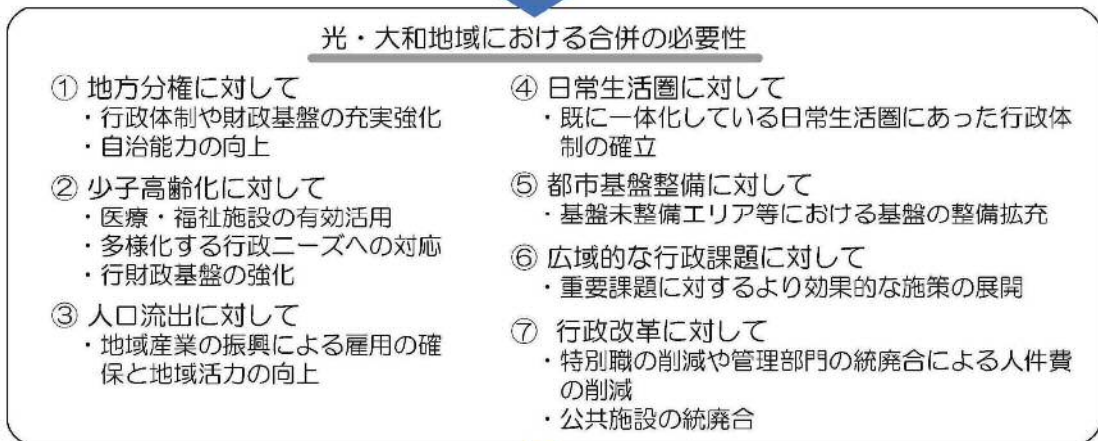 光・大和地域における合併の必要性
① 地方分権に対して
・行政体制や財政基盤の充実強化
・自治能力の向上
② 少子高齢化に対して
・医療・福祉施設の有効活用
・多様化する行政ニーズへの対応
・行財政基盤の強化
③ 人口流出に対して
・地域産業の振興による雇用の確
保と地域活力の向上
④ 日常生活圏に対して
・既に一体化している日常生活圏にあった行政体
制の確立
⑤ 都市基盤整備に対して
・基盤未整備エリア等における基盤の整備拡充
⑥ 広域的な行政課題に対して
・重要課題に対するより効果的な施策の展開
⑦ 行政改革に対して
・特別職の削減や管理部門の統廃合による人件費
の削減
・公共施設の統廃合